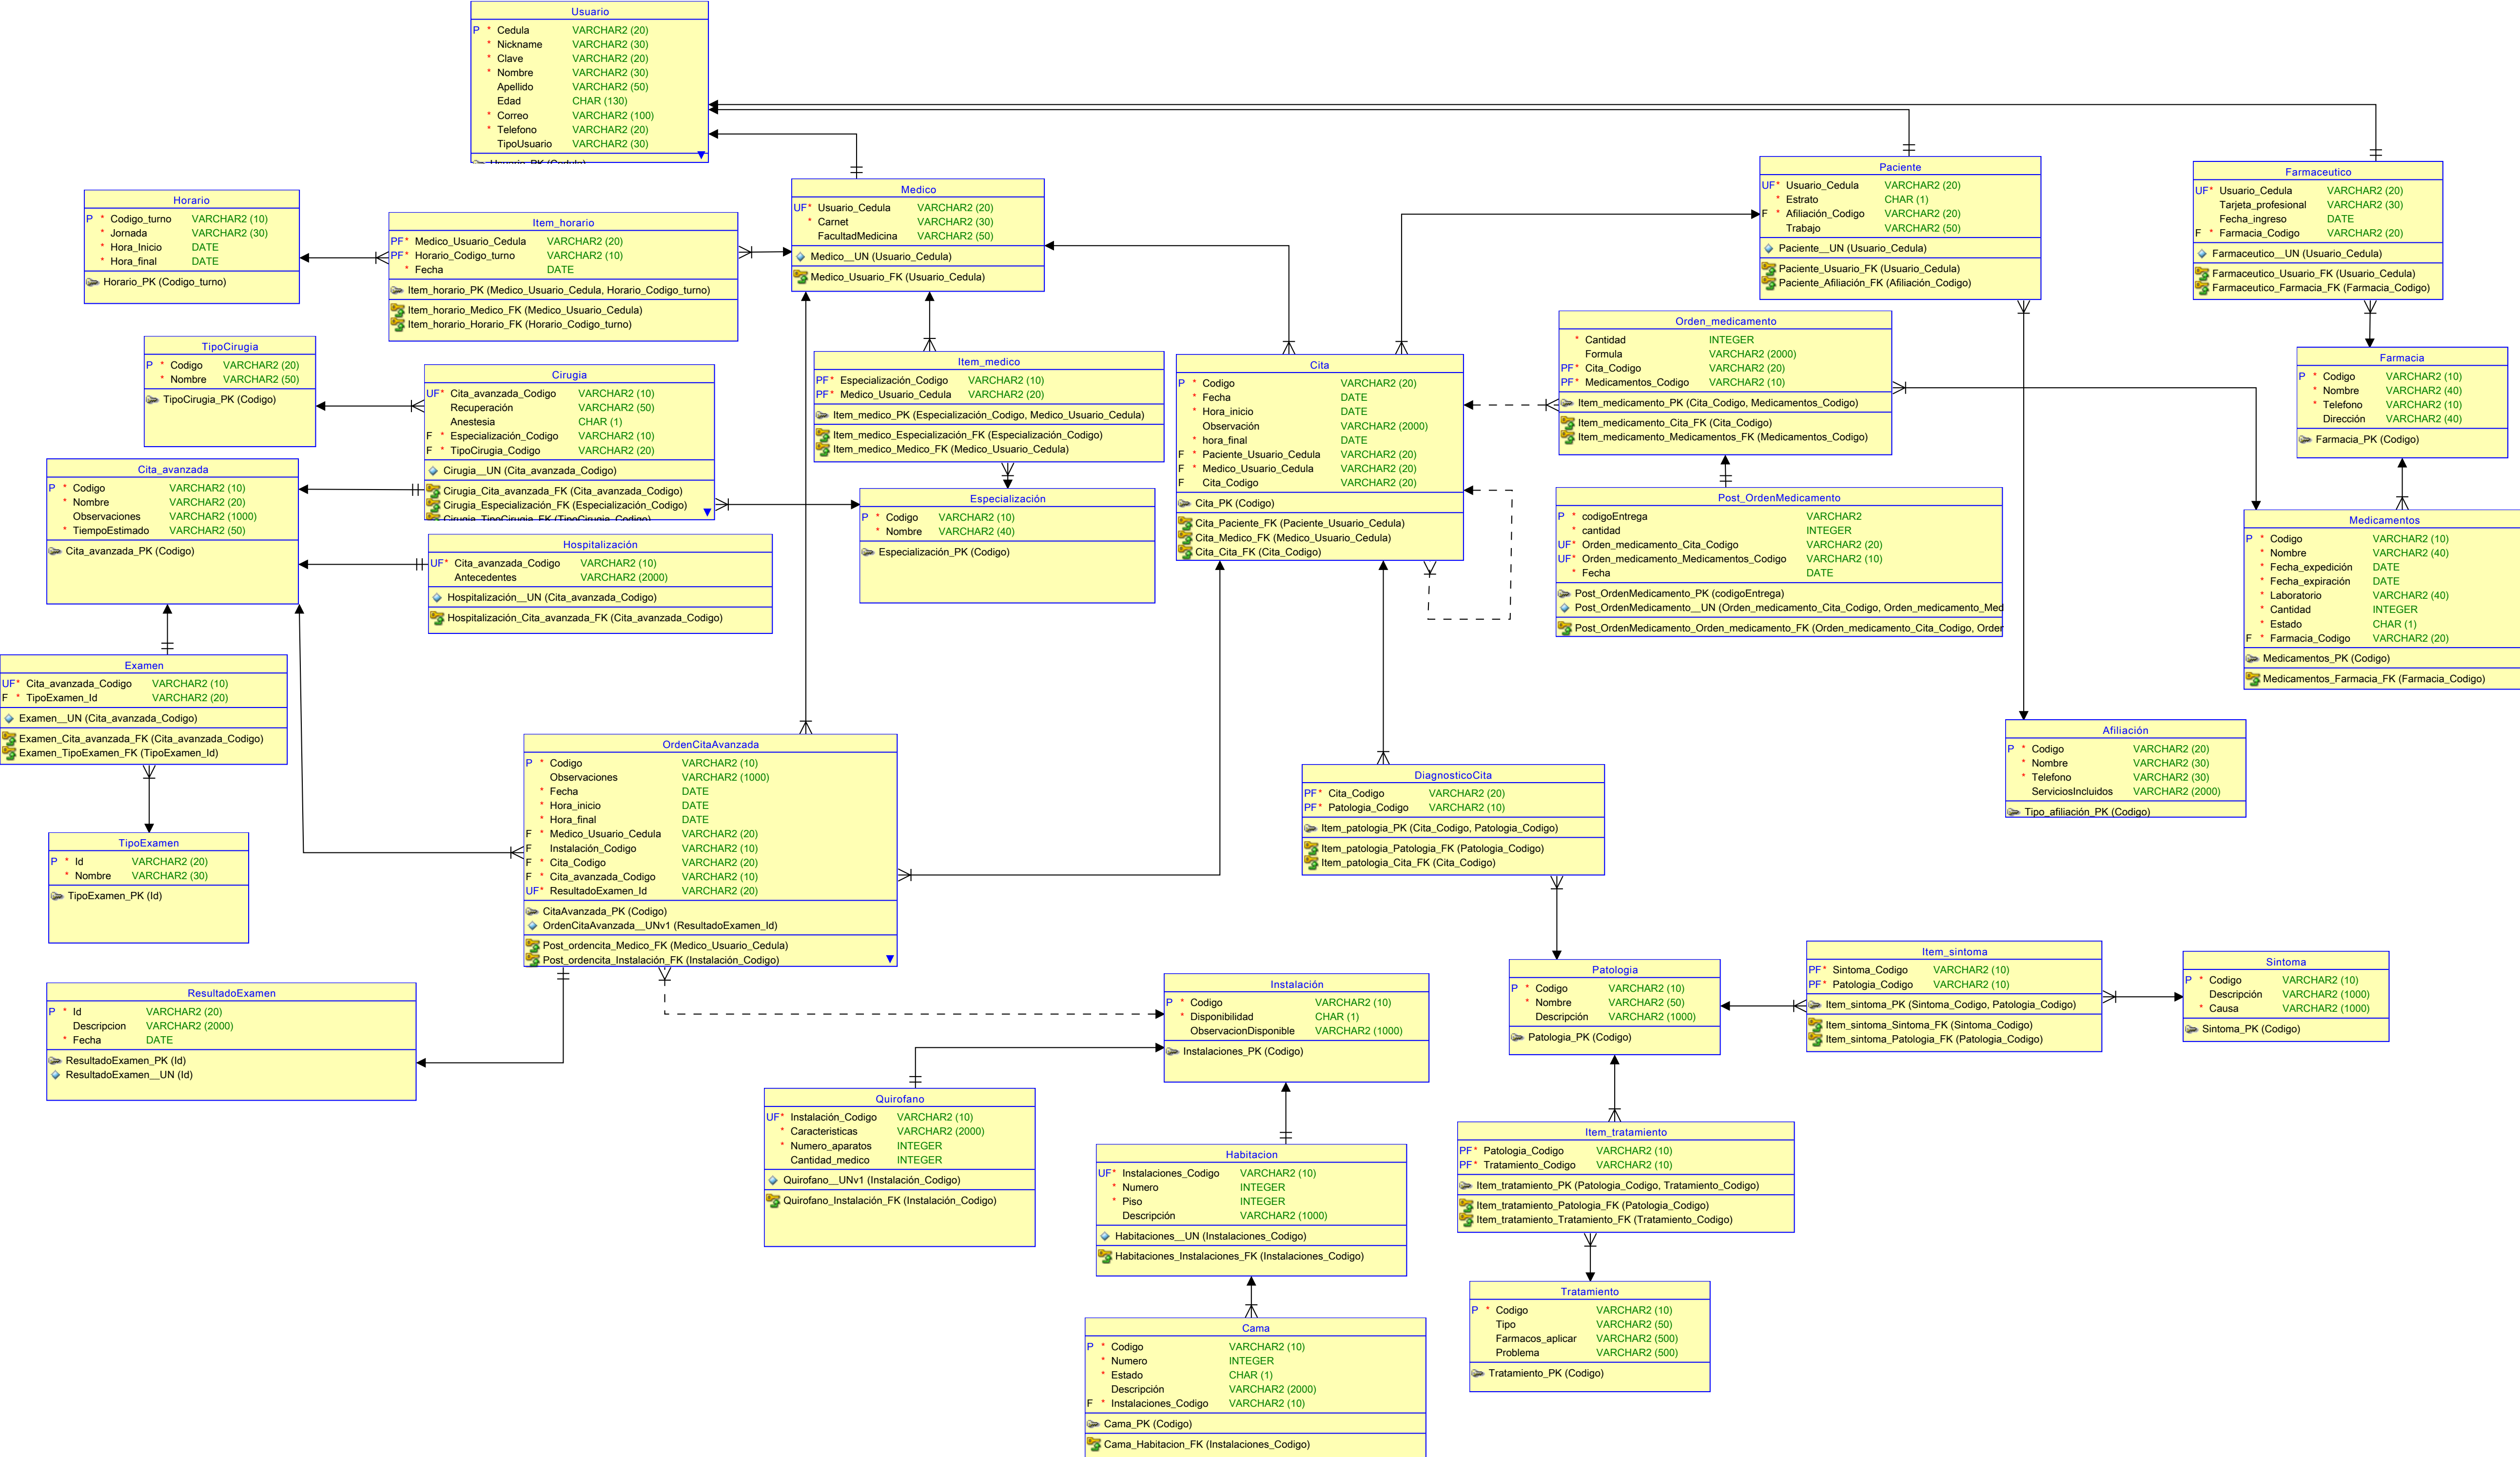 Usuario
P * Cedula VARCHAR2 (20)
* Nickname VARCHAR2 (30)
* Clave VARCHAR2 (20)
* Nombre VARCHAR2 (30)
Apellido VARCHAR2 (50)
Edad CHAR (130)
* Correo VARCHAR2 (100)
* Telefono VARCHAR2 (20)
TipoUsuario VARCHAR2 (30)
Usuario_PK (Cedula)
Horario
P * Codigo_turno VARCHAR2 (10)
* Jornada VARCHAR2 (30)
* Hora_Inicio DATE
* Hora_final DATE
Horario_PK (Codigo_turno)
Item_horario
PF* Medico_Usuario_Cedula VARCHAR2 (20)
PF* Horario_Codigo_turno VARCHAR2 (10)
* Fecha DATE
Item_horario_PK (Medico_Usuario_Cedula, Horario_Codigo_turno)
Item_horario_Medico_FK (Medico_Usuario_Cedula)
Item_horario_Horario_FK (Horario_Codigo_turno)
Medico
UF* Usuario_Cedula VARCHAR2 (20)
* Carnet VARCHAR2 (30)
FacultadMedicina VARCHAR2 (50)
Medico__UN (Usuario_Cedula)
Medico_Usuario_FK (Usuario_Cedula)
Paciente
UF* Usuario_Cedula VARCHAR2 (20)
* Estrato CHAR (1)
F * Afiliación_Codigo VARCHAR2 (20)
Trabajo VARCHAR2 (50)
Paciente__UN (Usuario_Cedula)
Paciente_Usuario_FK (Usuario_Cedula)
Paciente_Afiliación_FK (Afiliación_Codigo)
Farmaceutico
UF* Usuario_Cedula VARCHAR2 (20)
Tarjeta_profesional VARCHAR2 (30)
Fecha_ingreso DATE
F * Farmacia_Codigo VARCHAR2 (20)
Farmaceutico__UN (Usuario_Cedula)
Farmaceutico_Usuario_FK (Usuario_Cedula)
Farmaceutico_Farmacia_FK (Farmacia_Codigo)
TipoCirugia
P * Codigo VARCHAR2 (20)
* Nombre VARCHAR2 (50)
TipoCirugia_PK (Codigo)
Cirugia
UF* Cita_avanzada_Codigo VARCHAR2 (10)
Recuperación VARCHAR2 (50)
Anestesia CHAR (1)
F * Especialización_Codigo VARCHAR2 (10)
F * TipoCirugia_Codigo VARCHAR2 (20)
Cirugia__UN (Cita_avanzada_Codigo)
Cirugia_Cita_avanzada_FK (Cita_avanzada_Codigo)
Cirugia_Especialización_FK (Especialización_Codigo)
Cirugia_TipoCirugia_FK (TipoCirugia_Codigo)
Item_medico
PF* Especialización_Codigo VARCHAR2 (10)
PF* Medico_Usuario_Cedula VARCHAR2 (20)
Item_medico_PK (Especialización_Codigo, Medico_Usuario_Cedula)
Item_medico_Especialización_FK (Especialización_Codigo)
Item_medico_Medico_FK (Medico_Usuario_Cedula)
Cita
P * Codigo VARCHAR2 (20)
* Fecha DATE
* Hora_inicio DATE
Observación VARCHAR2 (2000)
* hora_final DATE
F * Paciente_Usuario_Cedula VARCHAR2 (20)
F * Medico_Usuario_Cedula VARCHAR2 (20)
F Cita_Codigo VARCHAR2 (20)
Cita_PK (Codigo)
Cita_Paciente_FK (Paciente_Usuario_Cedula)
Cita_Medico_FK (Medico_Usuario_Cedula)
Cita_Cita_FK (Cita_Codigo)
Orden_medicamento
* Cantidad INTEGER
Formula VARCHAR2 (2000)
PF* Cita_Codigo VARCHAR2 (20)
PF* Medicamentos_Codigo VARCHAR2 (10)
Item_medicamento_PK (Cita_Codigo, Medicamentos_Codigo)
Item_medicamento_Cita_FK (Cita_Codigo)
Item_medicamento_Medicamentos_FK (Medicamentos_Codigo)
Farmacia
P * Codigo VARCHAR2 (10)
* Nombre VARCHAR2 (40)
* Telefono VARCHAR2 (10)
Dirección VARCHAR2 (40)
Farmacia_PK (Codigo)
Cita_avanzada
P * Codigo VARCHAR2 (10)
* Nombre VARCHAR2 (20)
Observaciones VARCHAR2 (1000)
* TiempoEstimado VARCHAR2 (50)
Cita_avanzada_PK (Codigo)
Hospitalización
UF* Cita_avanzada_Codigo VARCHAR2 (10)
Antecedentes VARCHAR2 (2000)
Hospitalización__UN (Cita_avanzada_Codigo)
Hospitalización_Cita_avanzada_FK (Cita_avanzada_Codigo)
Especialización
P * Codigo VARCHAR2 (10)
* Nombre VARCHAR2 (40)
Especialización_PK (Codigo)
Post_OrdenMedicamento
P * codigoEntrega VARCHAR2
* cantidad INTEGER
UF* Orden_medicamento_Cita_Codigo VARCHAR2 (20)
UF* Orden_medicamento_Medicamentos_Codigo VARCHAR2 (10)
* Fecha DATE
Post_OrdenMedicamento_PK (codigoEntrega)
Post_OrdenMedicamento__UN (Orden_medicamento_Cita_Codigo, Orden_medicamento_Med
Post_OrdenMedicamento_Orden_medicamento_FK (Orden_medicamento_Cita_Codigo, Order
Medicamentos
P * Codigo VARCHAR2 (10)
* Nombre VARCHAR2 (40)
* Fecha_expedición DATE
* Fecha_expiración DATE
* Laboratorio VARCHAR2 (40)
* Cantidad INTEGER
* Estado CHAR (1)
F * Farmacia_Codigo VARCHAR2 (20)
Medicamentos_PK (Codigo)
Medicamentos_Farmacia_FK (Farmacia_Codigo)
Examen
UF* Cita_avanzada_Codigo VARCHAR2 (10)
F * TipoExamen_Id VARCHAR2 (20)
Examen__UN (Cita_avanzada_Codigo)
Examen_Cita_avanzada_FK (Cita_avanzada_Codigo)
Examen_TipoExamen_FK (TipoExamen_Id)
OrdenCitaAvanzada
P * Codigo VARCHAR2 (10)
Observaciones VARCHAR2 (1000)
* Fecha DATE
* Hora_inicio DATE
* Hora_final DATE
F * Medico_Usuario_Cedula VARCHAR2 (20)
F Instalación_Codigo VARCHAR2 (10)
F * Cita_Codigo VARCHAR2 (20)
F * Cita_avanzada_Codigo VARCHAR2 (10)
UF* ResultadoExamen_Id VARCHAR2 (20)
CitaAvanzada_PK (Codigo)
OrdenCitaAvanzada__UNv1 (ResultadoExamen_Id)
Post_ordencita_Medico_FK (Medico_Usuario_Cedula)
Post_ordencita_Instalación_FK (Instalación_Codigo)
DiagnosticoCita
PF* Cita_Codigo VARCHAR2 (20)
PF* Patologia_Codigo VARCHAR2 (10)
Item_patologia_PK (Cita_Codigo, Patologia_Codigo)
Item_patologia_Patologia_FK (Patologia_Codigo)
Item_patologia_Cita_FK (Cita_Codigo)
Afiliación
P * Codigo VARCHAR2 (20)
* Nombre VARCHAR2 (30)
* Telefono VARCHAR2 (30)
ServiciosIncluidos VARCHAR2 (2000)
Tipo_afiliación_PK (Codigo)
TipoExamen
P * Id VARCHAR2 (20)
* Nombre VARCHAR2 (30)
TipoExamen_PK (Id)
ResultadoExamen
P * Id VARCHAR2 (20)
Descripcion VARCHAR2 (2000)
* Fecha DATE
ResultadoExamen_PK (Id)
ResultadoExamen__UN (Id)
Instalación
P * Codigo VARCHAR2 (10)
* Disponibilidad CHAR (1)
ObservacionDisponible VARCHAR2 (1000)
Instalaciones_PK (Codigo)
Patologia
P * Codigo VARCHAR2 (10)
* Nombre VARCHAR2 (50)
Descripción VARCHAR2 (1000)
Patologia_PK (Codigo)
Item_sintoma
PF* Sintoma_Codigo VARCHAR2 (10)
PF* Patologia_Codigo VARCHAR2 (10)
Item_sintoma_PK (Sintoma_Codigo, Patologia_Codigo)
Item_sintoma_Sintoma_FK (Sintoma_Codigo)
Item_sintoma_Patologia_FK (Patologia_Codigo)
Sintoma
P * Codigo VARCHAR2 (10)
Descripción VARCHAR2 (1000)
* Causa VARCHAR2 (1000)
Sintoma_PK (Codigo)
Quirofano
UF* Instalación_Codigo VARCHAR2 (10)
* Caracteristicas VARCHAR2 (2000)
* Numero_aparatos INTEGER
Cantidad_medico INTEGER
Quirofano__UNv1 (Instalación_Codigo)
Quirofano_Instalación_FK (Instalación_Codigo)
Habitacion
UF* Instalaciones_Codigo VARCHAR2 (10)
* Numero INTEGER
* Piso INTEGER
Descripción VARCHAR2 (1000)
Habitaciones__UN (Instalaciones_Codigo)
Habitaciones_Instalaciones_FK (Instalaciones_Codigo)
Item_tratamiento
PF* Patologia_Codigo VARCHAR2 (10)
PF* Tratamiento_Codigo VARCHAR2 (10)
Item_tratamiento_PK (Patologia_Codigo, Tratamiento_Codigo)
Item_tratamiento_Patologia_FK (Patologia_Codigo)
Item_tratamiento_Tratamiento_FK (Tratamiento_Codigo)
Cama
P * Codigo VARCHAR2 (10)
* Numero INTEGER
* Estado CHAR (1)
Descripción VARCHAR2 (2000)
F * Instalaciones_Codigo VARCHAR2 (10)
Cama_PK (Codigo)
Cama_Habitacion_FK (Instalaciones_Codigo)
Tratamiento
P * Codigo VARCHAR2 (10)
Tipo VARCHAR2 (50)
Farmacos_aplicar VARCHAR2 (500)
Problema VARCHAR2 (500)
Tratamiento_PK (Codigo)